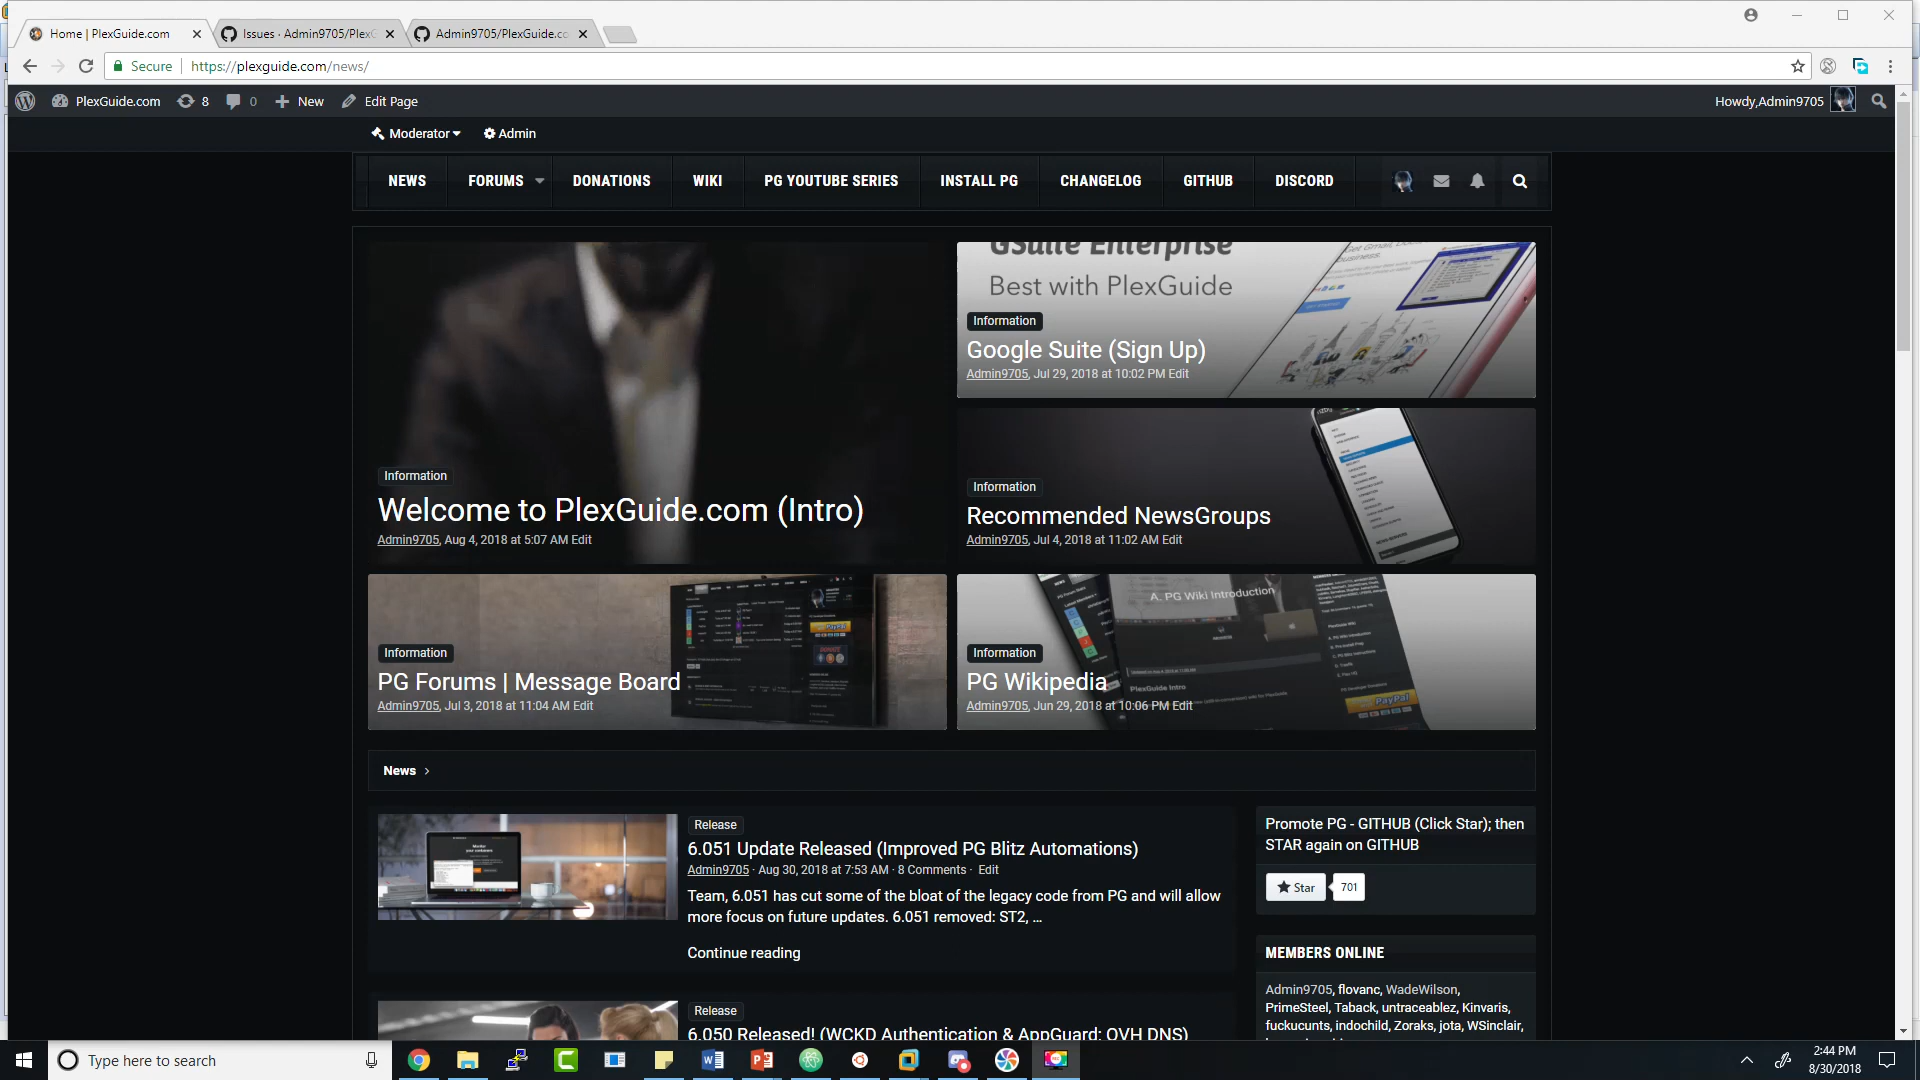 Home | PlexGuide.com
Issues · Admin9705/PlexG
Admin9705/PlexGuide.co
Secure
https://plexguide.com/news/
PlexGuide.com
8
0
New
Edit Page
Howdy,Admin9705
Moderator
Admin
NEWS
FORUMS
DONATIONS
WIKI
PG YOUTUBE SERIES
INSTALL PG
CHANGELOG
GITHUB
DISCORD
GSuite Enterprise
Best with PlexGuide
Information
Google Suite (Sign Up)
Admin9705, Jul 29, 2018 at 10:02 PM Edit
Information
Welcome to PlexGuide.com (Intro)
Admin9705, Aug 4, 2018 at 5:07 AM Edit
Information
Recommended NewsGroups
Admin9705, Jul 4, 2018 at 11:02 AM Edit
Information
PG Forums | Message Board
Admin9705, Jul 3, 2018 at 11:04 AM Edit
A. PG Wiki Introduction
PlexGuide Intro
PayPal
Information
PG Wikipedia
Admin9705, Jun 29, 2018 at 10:06 PM Edit
News
Release
6.051 Update Released (Improved PG Blitz Automations)
Admin9705 · Aug 30, 2018 at 7:53 AM · 8 Comments · Edit
Team, 6.051 has cut some of the bloat of the legacy code from PG and will allow
more focus on future updates. 6.051 removed: ST2, ...
Continue reading
Release
6.050 Released! (WCKD Authentication & AppGuard; OVH DNS)
Promote PG - GITHUB (Click Star); then
STAR again on GITHUB
Star
701
MEMBERS ONLINE
Admin9705, flovanc, WadeWilson,
PrimeSteel, Taback, untraceablez, Kinvaris,
fuckucunts, indochild, Zoraks, jota, WSinclair,
Type here to search
2:44 PM
8/30/2018